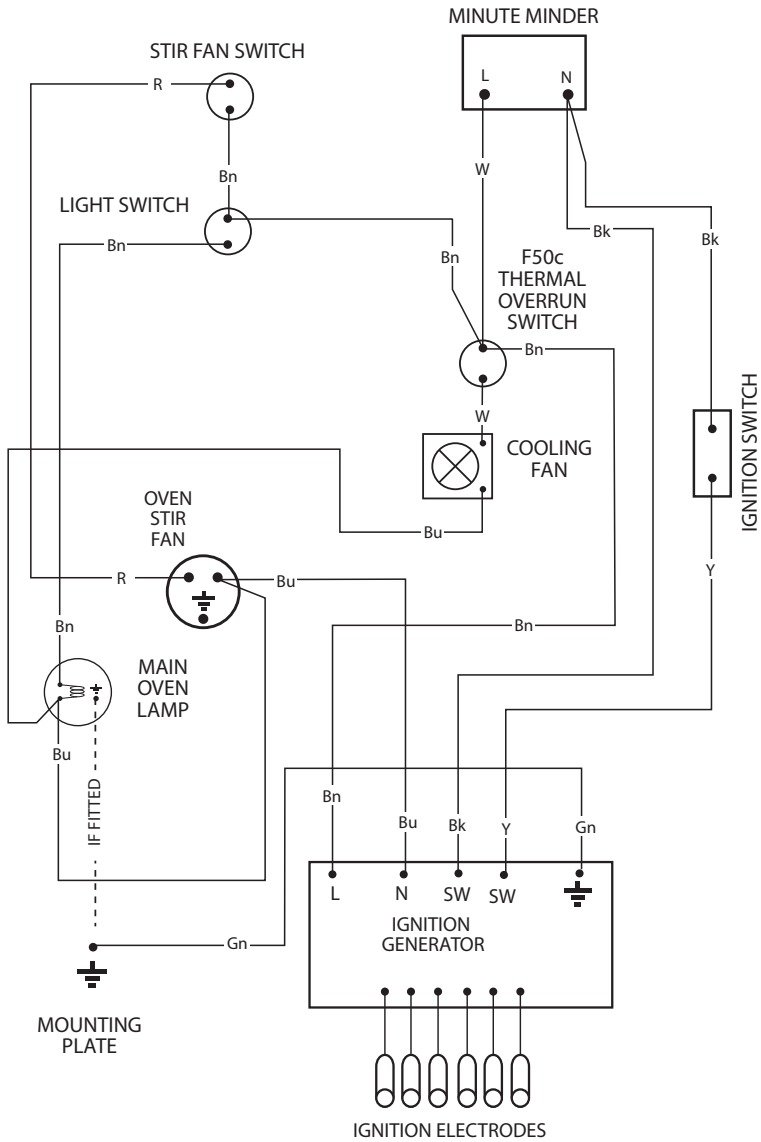 MINUTE MINDER
STIR FAN SWITCH
L
N
R
W
Bn
LIGHT SWITCH
Bn
Bk
Bk
Bn
F50c
THERMAL
OVERRUN
SWITCH
Bn
IGNITION SWITCH
W
COOLING
FAN
OVEN
STIR
FAN
Bu
R
Bu
Y
Bn
Bn
MAIN
OVEN
LAMP
Bu
IF FITTED
Bn
Bu
Bk
Y
Gn
L
N
SW
SW
IGNITION
GENERATOR
Gn
MOUNTING
PLATE
IGNITION ELECTRODES